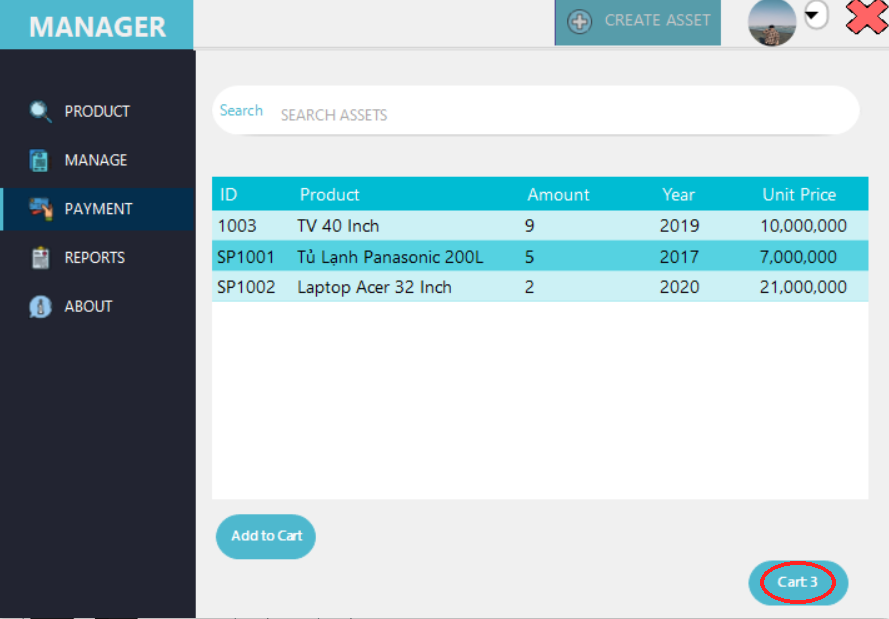 MANAGER
CREATE ASSET
PRODUCT
MANAGE
PAYMENT
REPORTS
ABOUT
Search SEARCH ASSETS
ID Product Amount Year Unit Price
1003 TV 40 Inch 9 2019 10,000,000
SP1001 Tủ Lạnh Panasonic 200L 5 2017 7,000,000
SP1002 Laptop Acer 32 Inch 2 2020 21,000,000
Add to Cart
Cart: 3